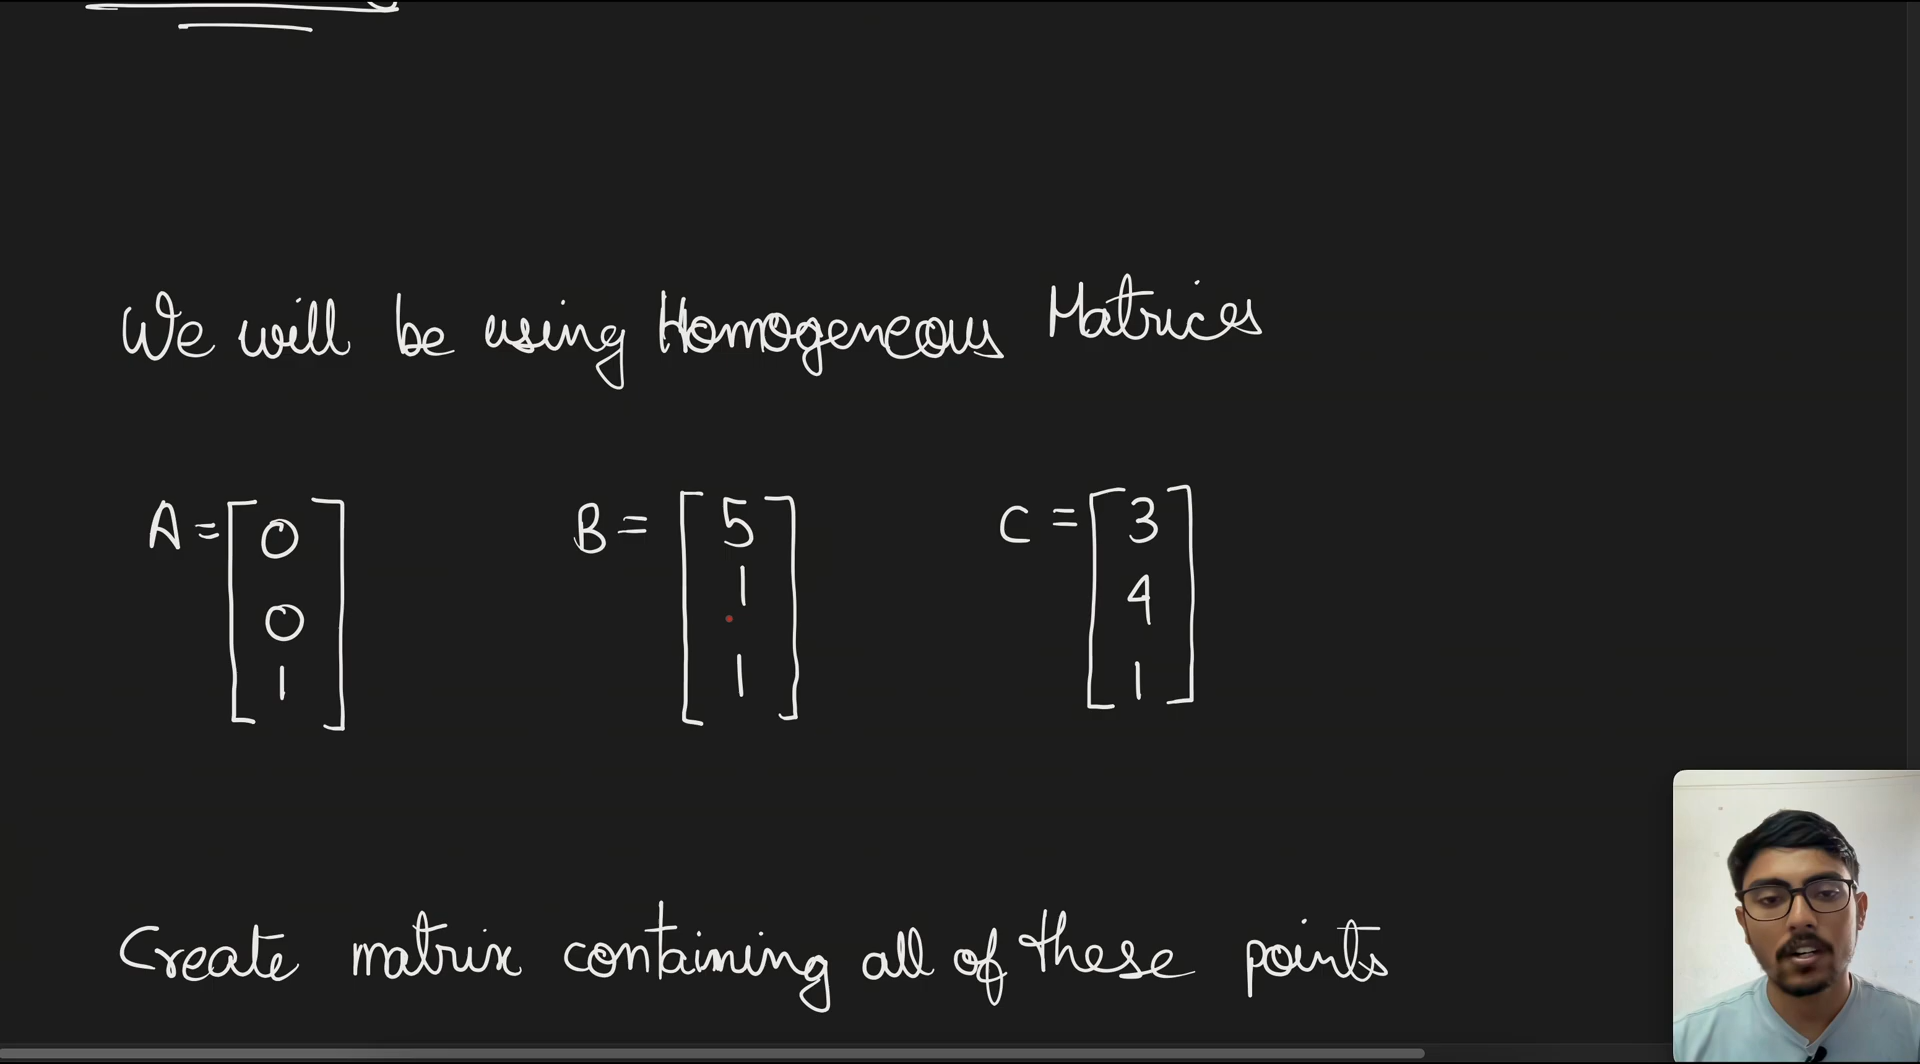 We will be using Homogeneous Matrices
A = [0 0 1] B = [5 1 1] C = [3 4 1]
Create matrix containing all of these points